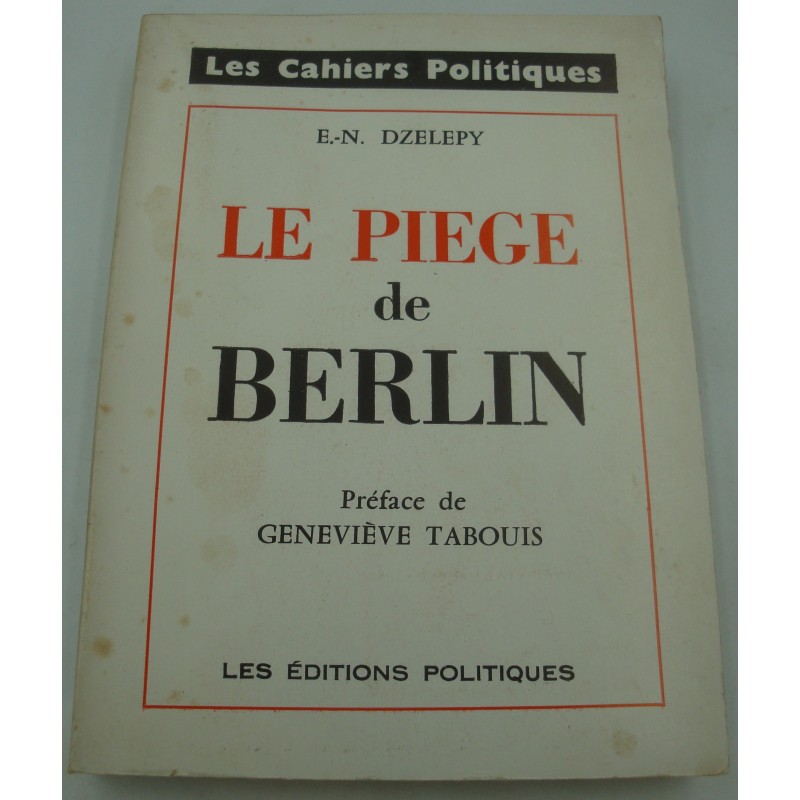 Les Cahiers Politiques
E.-N. DZELEPY
LE PIEGE
de
BERLIN
Préface de
GENEVIÈVE TABOUIS
LES ÉDITIONS POLITIQUES